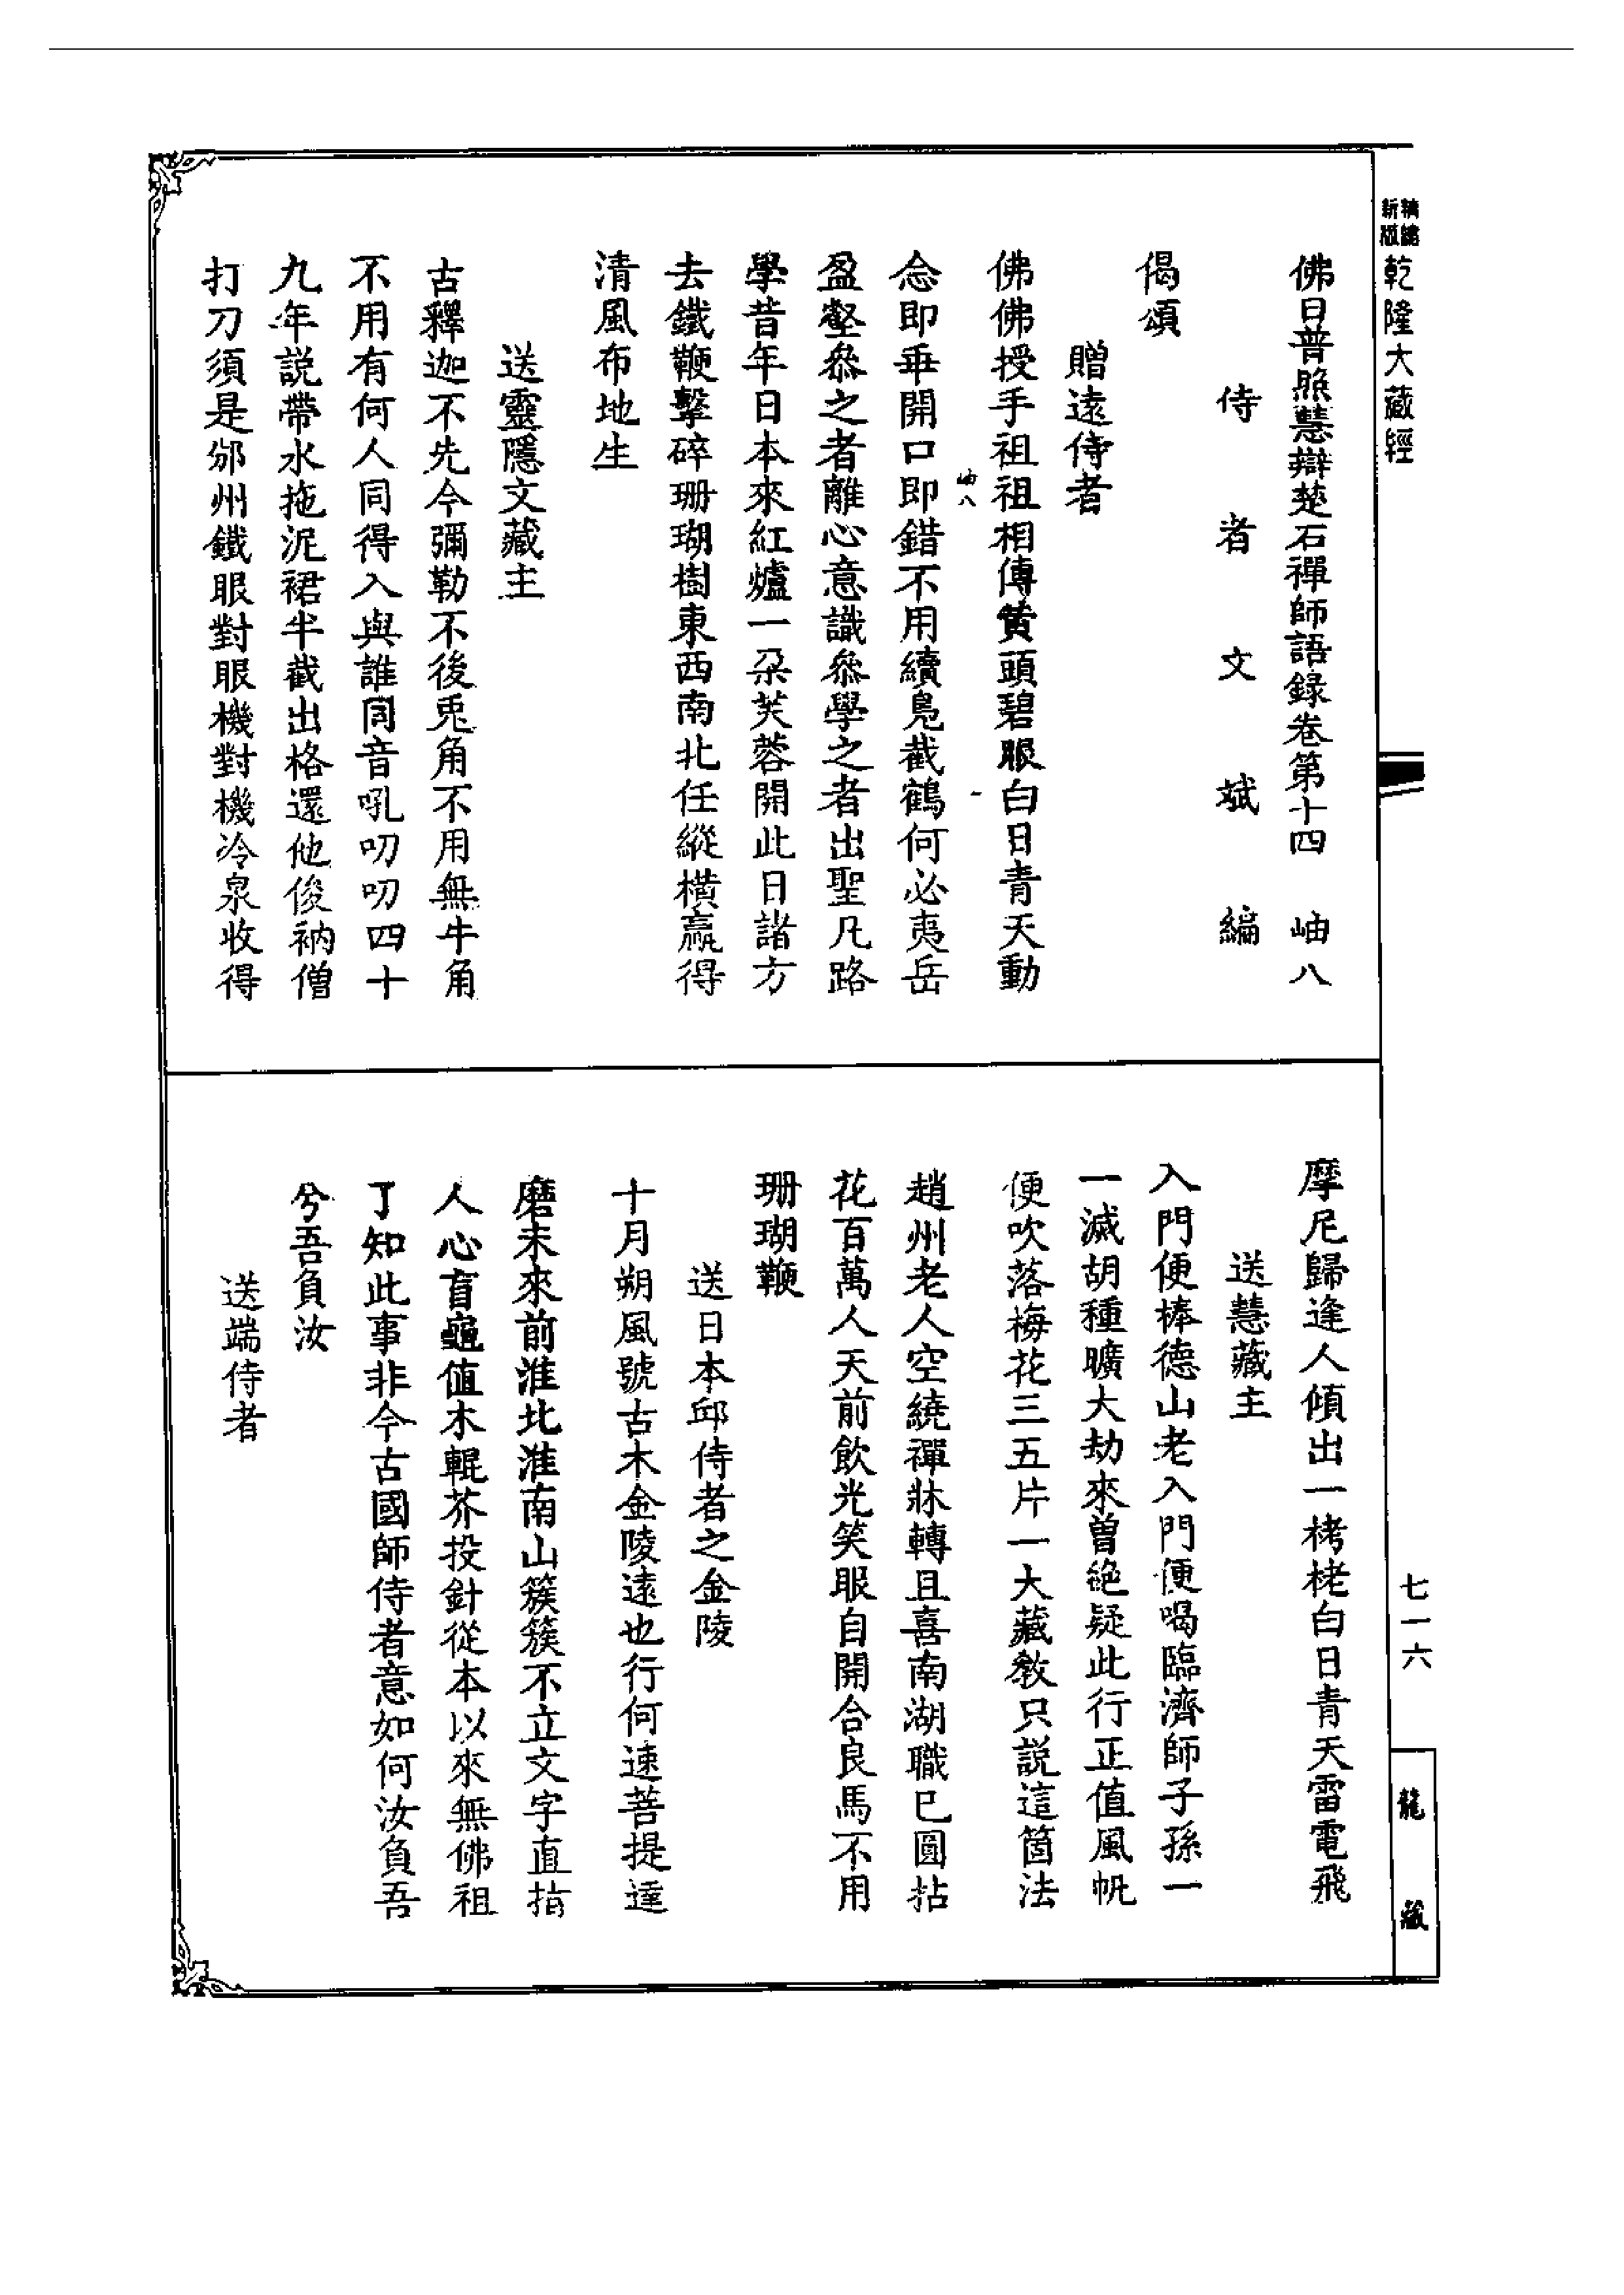 新編縮版乾隆大藏經
佛日普照慧辯楚石禪師語録卷第十四　岫八
侍者文斌編
偈頌
贈遠侍者
佛佛授手祖祖相傳黄頭碧眼白日青天動
岫八
念即乖開口即錯不用續鳬截鶴何必夷岳
盈壑叅之者離心意識叅學之者出聖凡路
學昔年日本來紅爐一朵芙蓉開此日諸方
去鐵鞭擊碎珊瑚樹東西南北任縱橫贏得
清風布地生
送靈隱文藏主
古釋迦不先今彌勒不後兎角不用無牛角
不用有何人同得入與誰同音吼叨叨四十
九年説帶水拖泥裙半截出格還他俊衲僧
打刀須是邠州鐵眼對眼機對機冷泉收得
摩尼歸逢人傾出一栲栳白日青天雷電飛
送慧藏主
入門便棒德山老入門便喝臨濟師子孫一
一滅胡種曠大劫來曾絶疑此行正值風帆
便吹落梅花三五片一大藏敎只説這箇法
趙州老人空繞禪牀轉且喜南湖職已圓拈
花百萬人天前飲光笑眼自開合良馬不用
珊瑚鞭
送日本邱侍者之金陵
十月朔風號古木金陵遠也行何速菩提達
磨未來前淮北淮南山簇簇不立文字直指
人心盲龜值木輥芥投針從本以來無佛祖
了知此事非今古國師侍者意如何汝負吾
兮吾負汝
送端侍者
七一六
龍藏